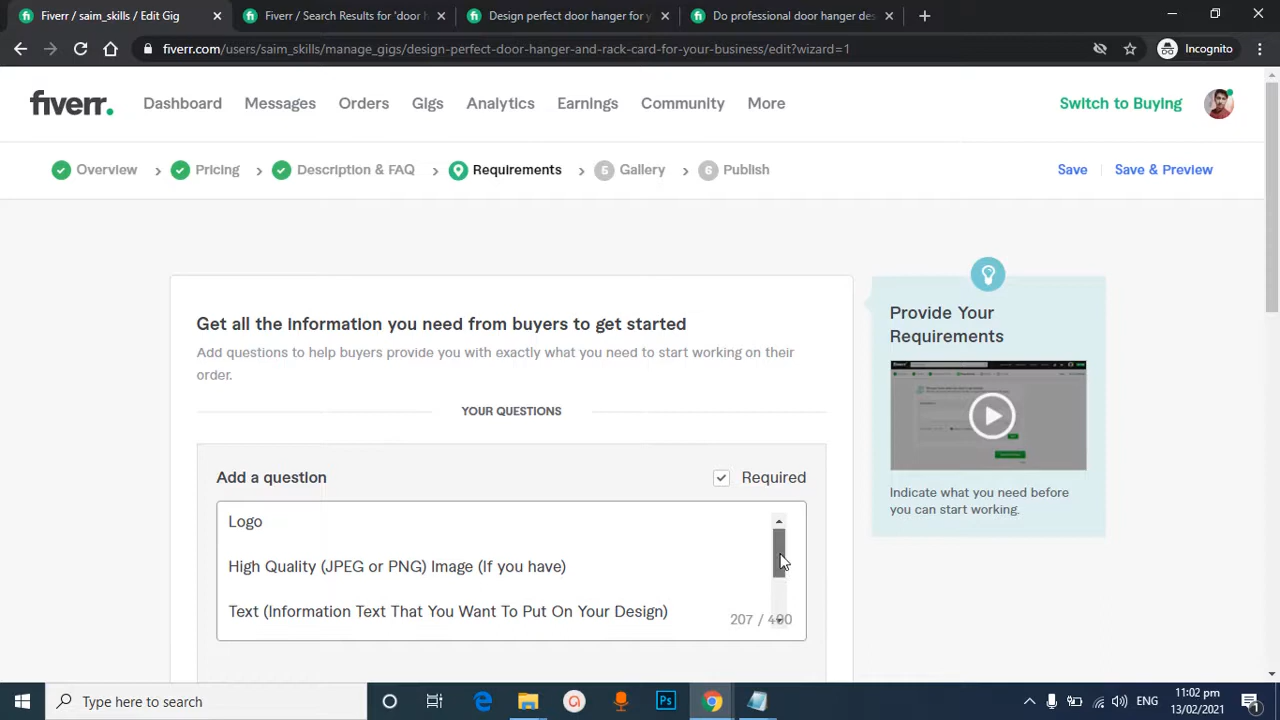 Fiverr / saim_skills / Edit Gig
Fiverr / Search Results for 'door h
Design perfect door hanger for y
Do professional door hanger des
fiverr.com/users/saim_skills/manage_gigs/design-perfect-door-hanger-and-rack-card-for-your-business/edit?wizard=1
Incognito
fiverr.
Dashboard
Messages
Orders
Gigs
Analytics
Earnings
Community
More
Switch to Buying
Overview
Pricing
Description & FAQ
Requirements
5 Gallery
6 Publish
Save
Save & Preview
Get all the information you need from buyers to get started
Add questions to help buyers provide you with exactly what you need to start working on their
order.
YOUR QUESTIONS
Add a question
Required
Logo
High Quality (JPEG or PNG) Image (If you have)
Text (Information Text That You Want To Put On Your Design)
207 / 400
Provide Your
Requirements
Indicate what you need before
you can start working.
Type here to search
Ps
ENG
11:02 pm
13/02/2021
1